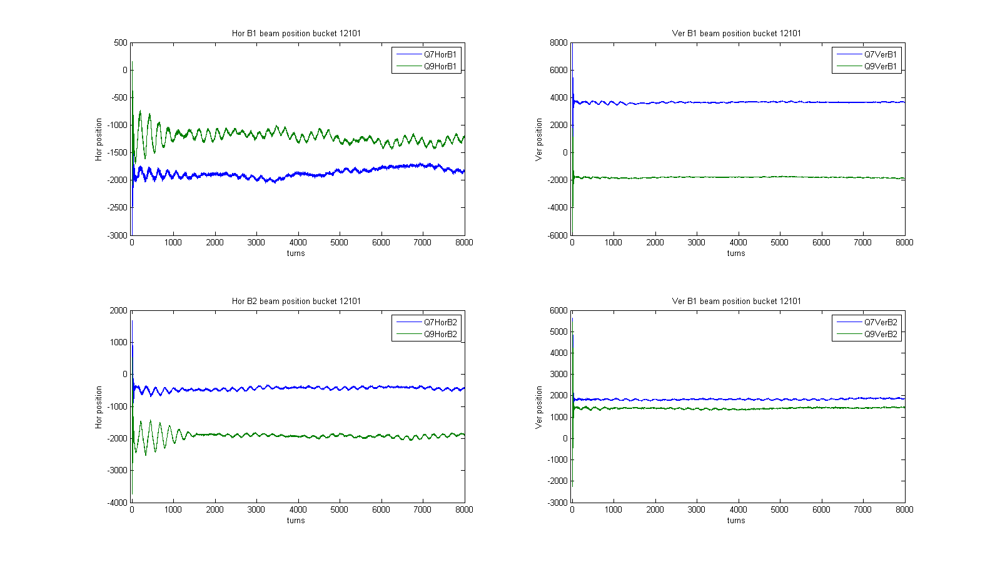 Hor B1 beam position bucket 12101
500
0
-500
-1000
-1500
-2000
-2500
-3000
Hor position
Q7HorB1
Q9HorB1
0 1000 2000 3000 4000 5000 6000 7000 8000
turns
Ver B1 beam position bucket 12101
8000
6000
4000
2000
0
-2000
-4000
-6000
Ver position
Q7VerB1
Q9VerB1
0 1000 2000 3000 4000 5000 6000 7000 8000
turns
Hor B2 beam position bucket 12101
2000
1000
0
-1000
-2000
-3000
-4000
Hor position
Q7HorB2
Q9HorB2
0 1000 2000 3000 4000 5000 6000 7000 8000
turns
Ver B1 beam position bucket 12101
6000
5000
4000
3000
2000
1000
0
-1000
-2000
-3000
Ver position
Q7VerB2
Q9VerB2
0 1000 2000 3000 4000 5000 6000 7000 8000
turns